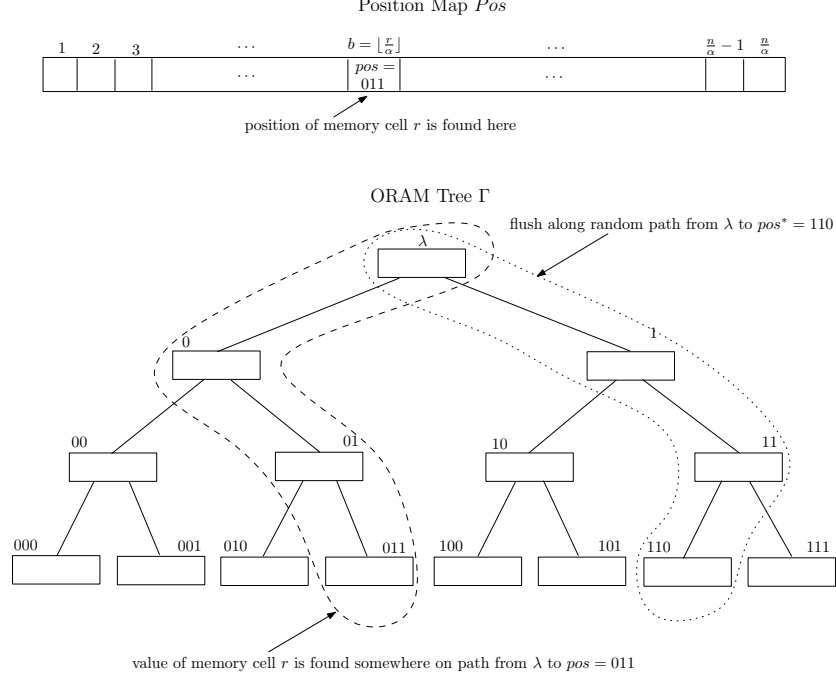 Position Map Pos
1 2 3 ··· b = ⌊r/α⌋ ··· n/α − 1 n/α
··· pos = 011 ···
position of memory cell r is found here
ORAM Tree Γ
flush along random path from λ to pos* = 110
λ
0 1
00 01 10 11
000 001 010 011 100 101 110 111
value of memory cell r is found somewhere on path from λ to pos = 011